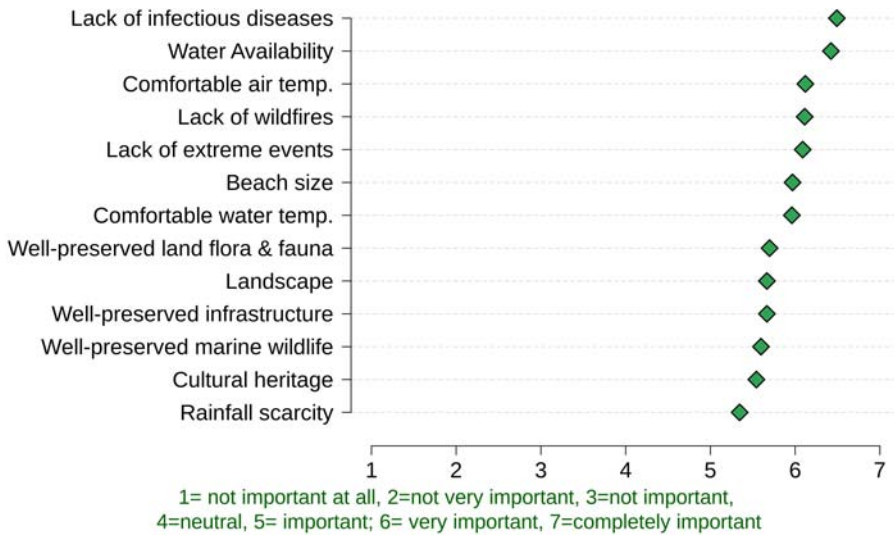 Lack of infectious diseases
Water Availability
Comfortable air temp.
Lack of wildfires
Lack of extreme events
Beach size
Comfortable water temp.
Well-preserved land flora & fauna
Landscape
Well-preserved infrastructure
Well-preserved marine wildlife
Cultural heritage
Rainfall scarcity
1 2 3 4 5 6 7
1= not important at all, 2=not very important, 3=not important,
4=neutral, 5= important; 6= very important, 7=completely important